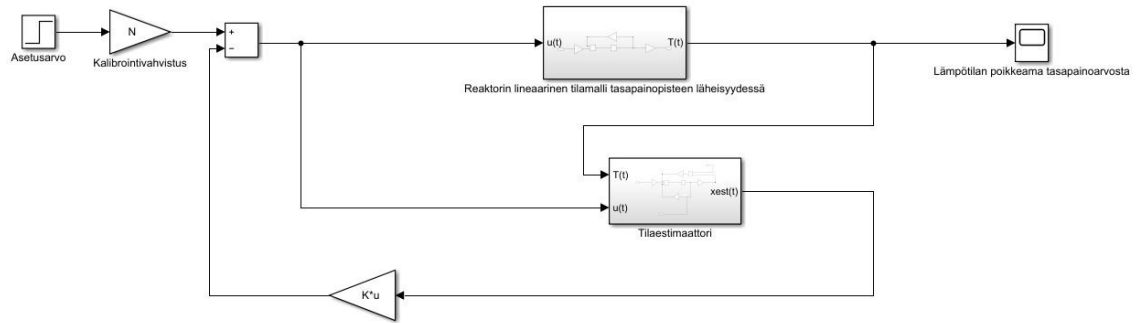 Asetusarvo
N
Kalibrointivahvistus
+
−
u(t)
T(t)
Reaktorin lineaarinen tilamalli tasapainopisteen läheisyydessä
Lämpötilan poikkeama tasapainoarvosta
T(t)
u(t)
xest(t)
Tilaestimaattori
K*u